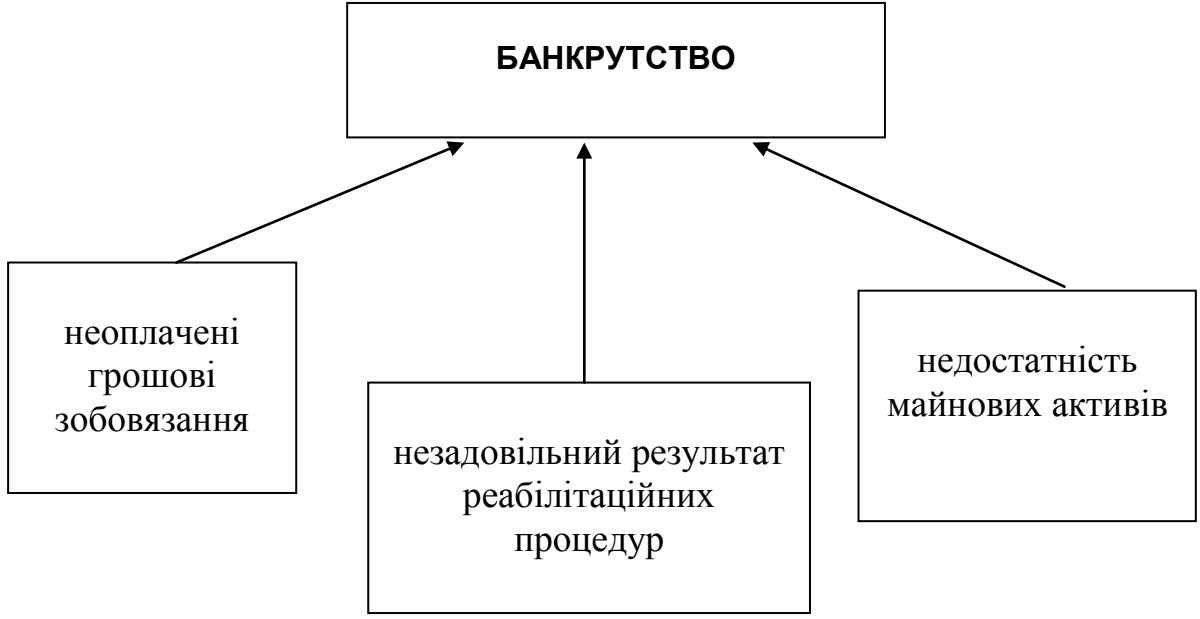 БАНКРУТСТВО
неоплачені
грошові
зобовязання
незадовільний результат
реабілітаційних
процедур
недостатність
майнових активів